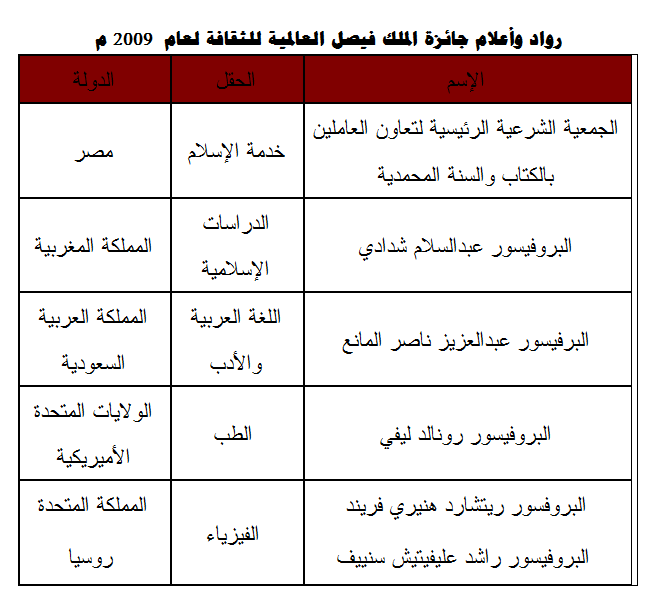 رواد وأعلام جائزة الملك فيصل العالمية للثقافة لعام 2009 م
الإسم الحقل الدولة
الجمعية الشرعية الرئيسية لتعاون العاملين
بالكتاب والسنة المحمدية
خدمة الإسلام
مصر
البروفيسور عبدالسلام شدادي
الدراسات
الإسلامية
المملكة المغربية
البرفيسور عبدالعزيز ناصر المانع
اللغة العربية
والأدب
المملكة العربية
السعودية
البروفيسور رونالد ليفي
الطب
الولايات المتحدة
الأميريكية
البروفسور ريتشارد هنيري فريند
البروفيسور راشد عليفيتيش سنييف
الفيزياء
المملكة المتحدة
روسيا